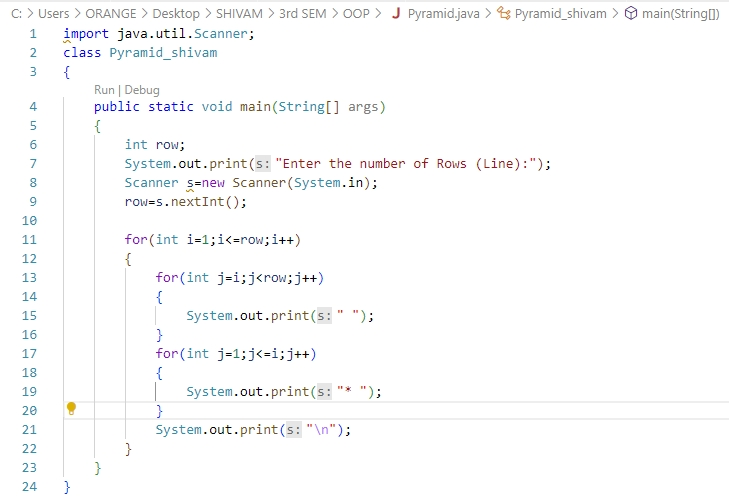 C: > Users > ORANGE > Desktop > SHIVAM > 3rd SEM > OOP > J Pyramid.java > Pyramid_shivam > main(String[])
1 import java.util.Scanner;
2 class Pyramid_shivam
3 {
Run | Debug
4 public static void main(String[] args)
5 {
6 int row;
7 System.out.print(s: "Enter the number of Rows (Line):");
8 Scanner s=new Scanner(System.in);
9 row=s.nextInt();
10
11 for(int i=1;i<=row;i++)
12 {
13 for(int j=i;j<row;j++)
14 {
15 System.out.print(s: " ");
16 }
17 for(int j=1;j<=i;j++)
18 {
19 System.out.print(s: "* ");
20 }
21 System.out.print(s: "\n");
22 }
23 }
24 }